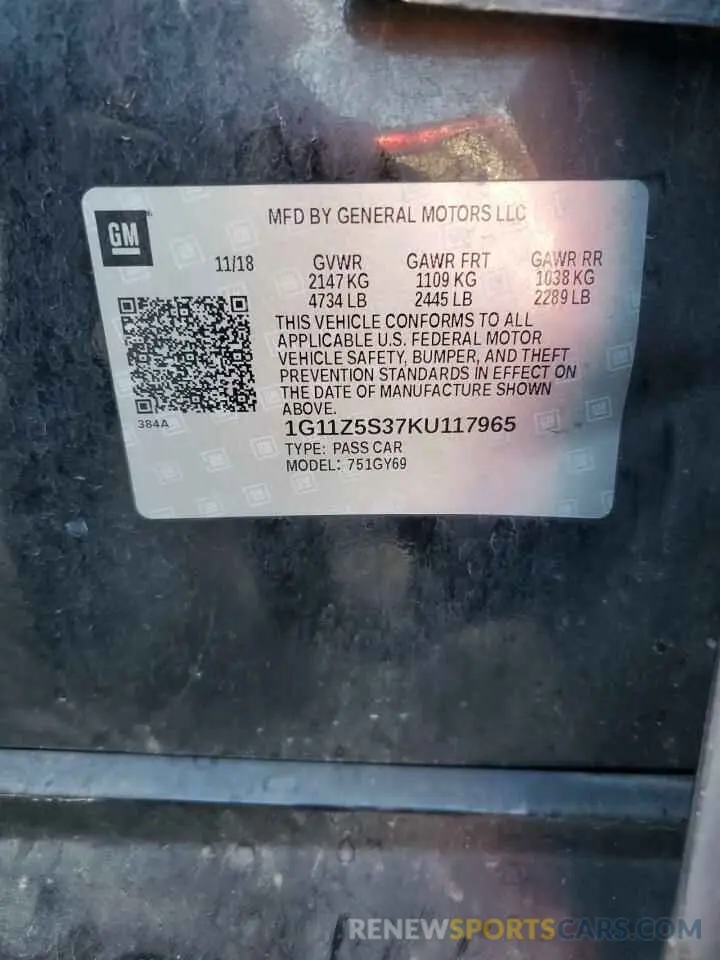 MFD BY GENERAL MOTORS LLC
GM
11/18
GVWR GAWR FRT GAWR RR
2147 KG 1109 KG 1038 KG
4734 LB 2445 LB 2289 LB
THIS VEHICLE CONFORMS TO ALL
APPLICABLE U.S. FEDERAL MOTOR
VEHICLE SAFETY, BUMPER, AND THEFT
PREVENTION STANDARDS IN EFFECT ON
THE DATE OF MANUFACTURE SHOWN
ABOVE.
384A
1G11Z5S37KU117965
TYPE: PASS CAR
MODEL: 751GY69
RENEWSPORTSCARS.COM